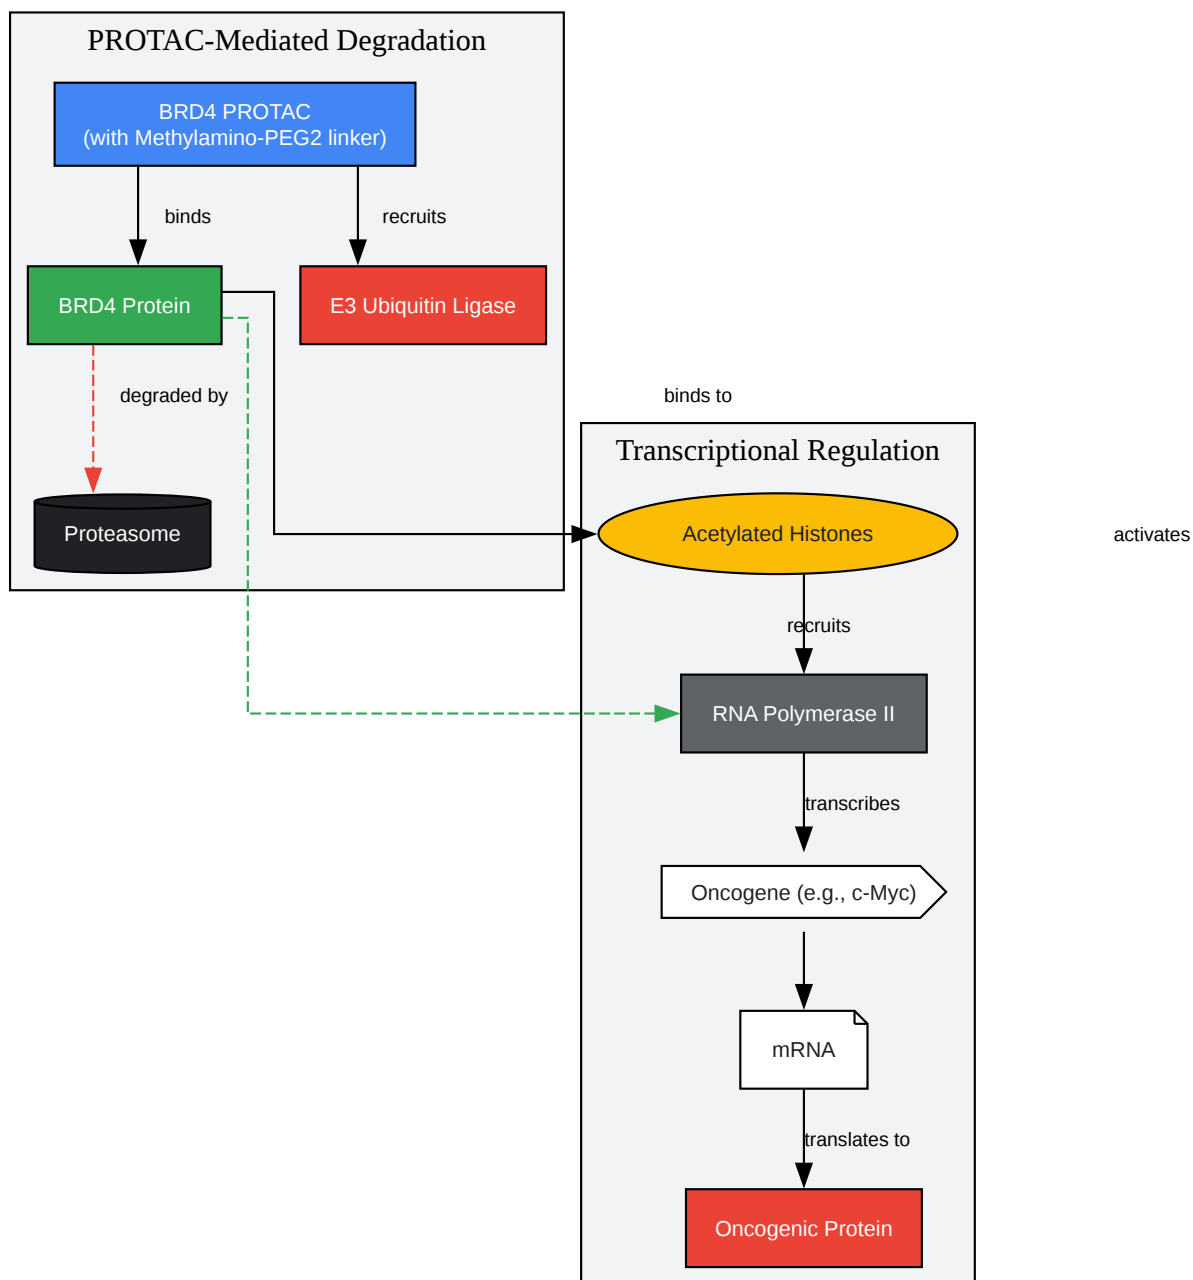 PROTAC-Mediated Degradation
BRD4 PROTAC
(with Methylamino-PEG2 linker)
binds
recruits
BRD4 Protein
E3 Ubiquitin Ligase
degraded by
binds to
Transcriptional Regulation
Proteasome
Acetylated Histones
activates
recruits
RNA Polymerase II
transcribes
Oncogene (e.g., c-Myc)
mRNA
translates to
Oncogenic Protein